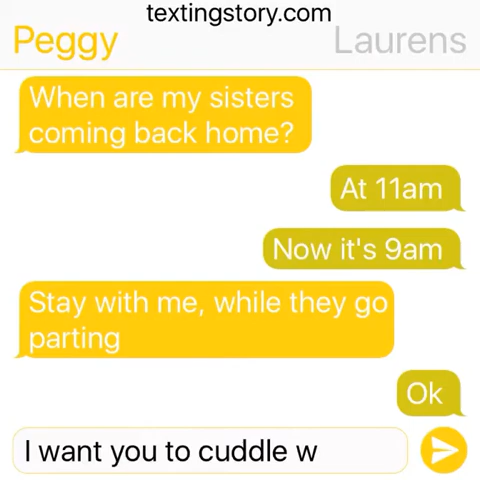 textingstory.com
Peggy Laurens
When are my sisters
coming back home?
At 11am
Now it's 9am
Stay with me, while they go
parting
Ok
I want you to cuddle w